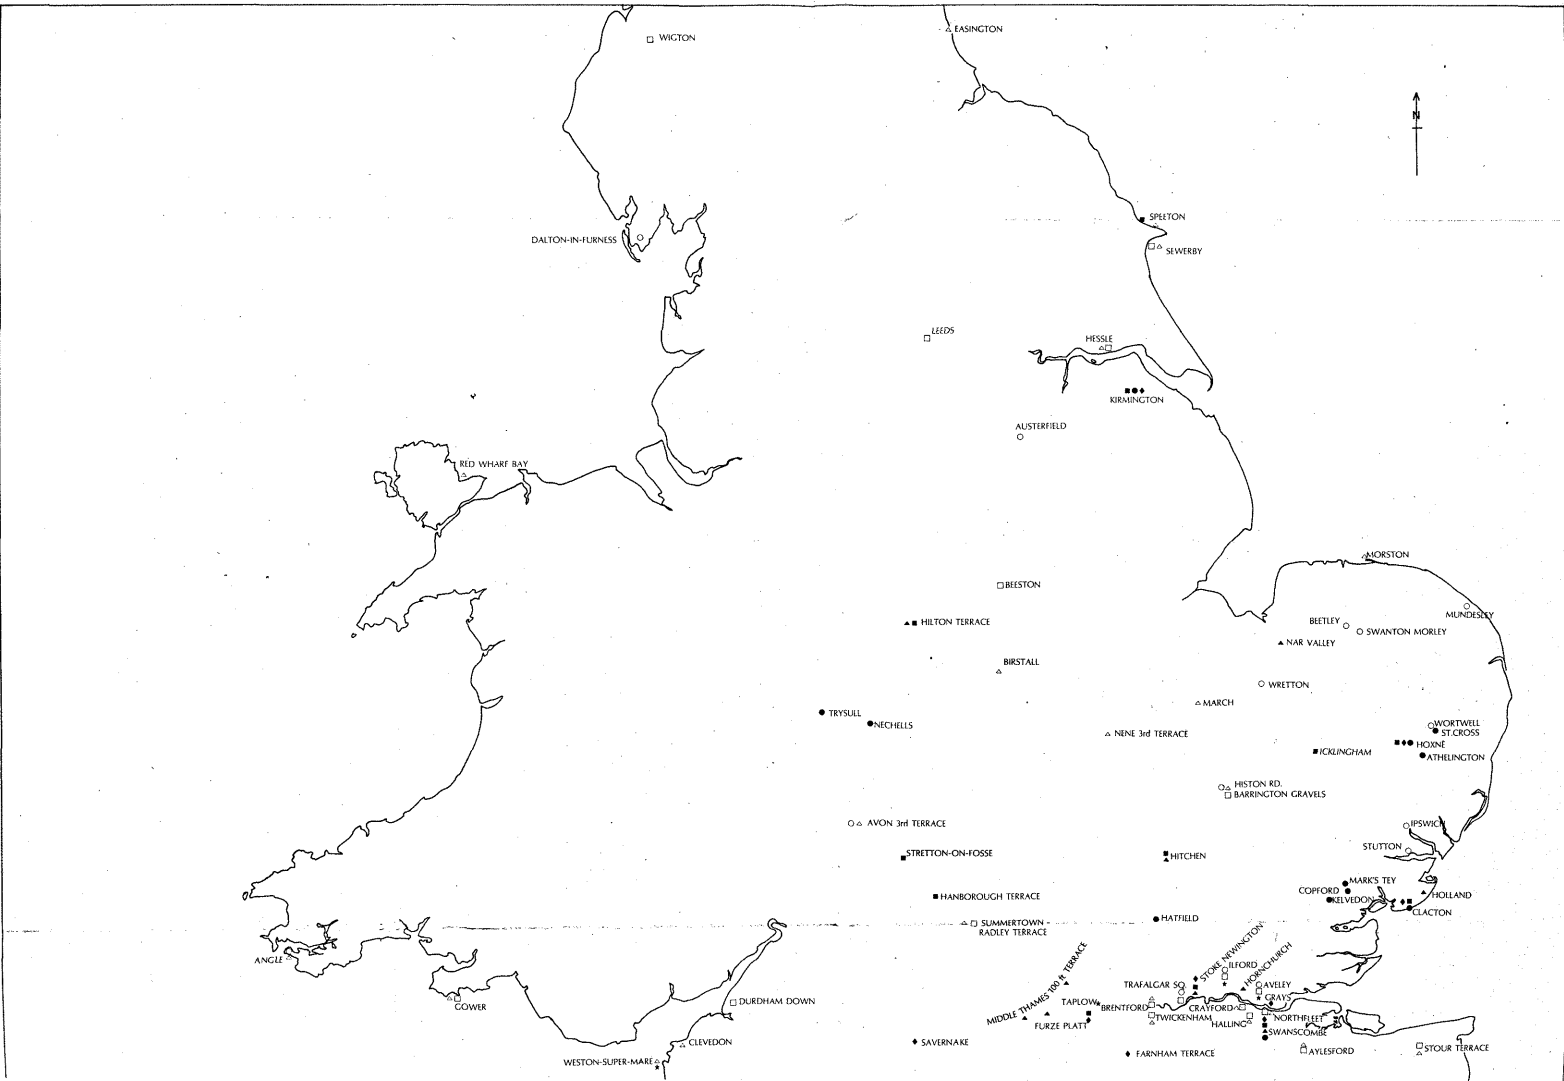 EASINGTON
WIGTON
N
SPEETON
DALTON-IN-FURNESS
SEWERBY
LEEDS
HESSLE
KIRMINGTON
AUSTERFIELD
RED WHARF BAY
MORSTON
BEESTON
MUNDESLEY
HILTON TERRACE
BEETLEY
SWANTON MORLEY
NAR VALLEY
BIRSTALL
WRETTON
MARCH
TRYSULL
NECHELLS
WORTWELL
ST.CROSS
NENE 3rd TERRACE
HOXNE
ICKLINGHAM
ATHELINGTON
HISTON RD.
BARRINGTON GRAVELS
AVON 3rd TERRACE
IPSWICH
STUTTON
STRETTON-ON-FOSSE
HITCHEN
MARK'S TEY
COPFORD
HOLLAND
HANBOROUGH TERRACE
KELVEDON
CLACTON
HATFIELD
SUMMERTOWN
RADLEY TERRACE
STOKE NEWINGTON
HORNCHURCH
ANGLE
MIDDLE THAMES 100 ft TERRACE
ILFORD
TRAFALGAR SQ.
AVELEY
GRAYS
GOWER
DURDHAM DOWN
TAPLOW
BRENTFORD
CRAYFORD
TWICKENHAM
NORTHFLEET
FURZE PLATT
HALLING
SWANSCOMBE
SAVERNAKE
CLEVEDON
FARNHAM TERRACE
AYLESFORD
STOUR TERRACE
WESTON-SUPER-MARE